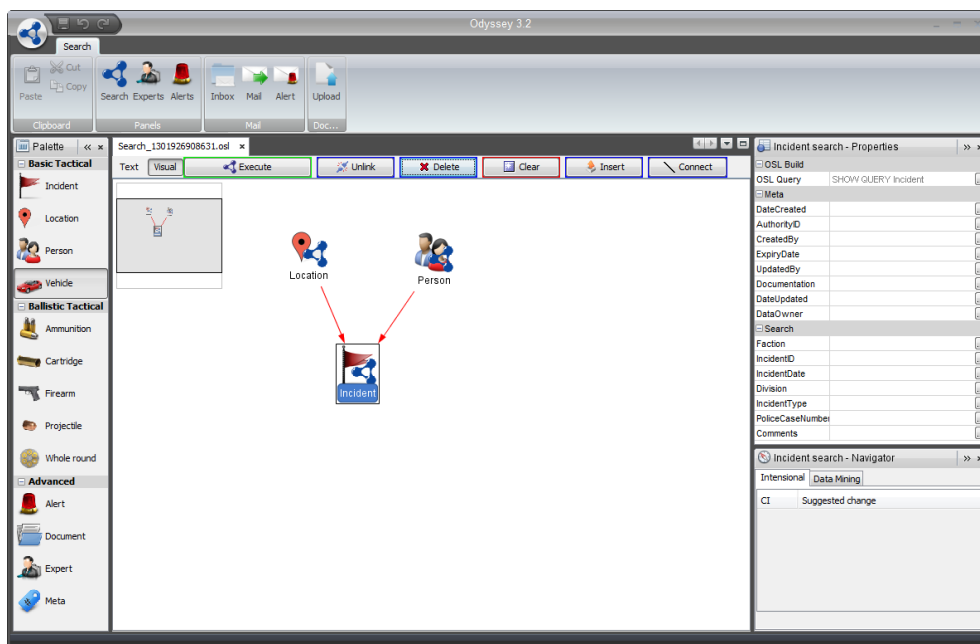 Odyssey 3.2
Search
Paste
Cut
Copy
Clipboard
Search Experts Alerts
Panels
Inbox Mail Alert
Mail
Upload
Doc...
Palette
Basic Tactical
Incident
Location
Person
Vehicle
Ballistic Tactical
Ammunition
Cartridge
Firearm
Projectile
Whole round
Advanced
Alert
Document
Expert
Meta
Search_1301926908631.osl
Text Visual Execute Unlink Delete Clear Insert Connect
Location
Person
Incident
Incident search - Properties
OSL Build
OSL Query SHOW QUERY Incident
Meta
DateCreated
AuthorityID
CreatedBy
ExpiryDate
UpdatedBy
Documentation
DateUpdated
DataOwner
Search
Faction
IncidentID
IncidentDate
Division
IncidentType
PoliceCaseNumber
Comments
Incident search - Navigator
Intensional Data Mining
CI Suggested change